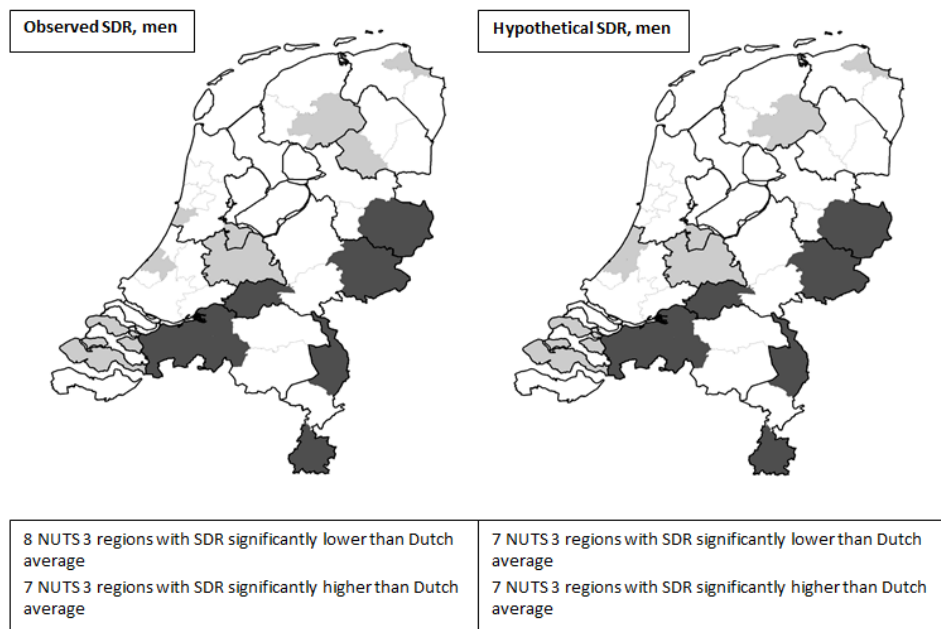 Observed SDR, men
Hypothetical SDR, men
8 NUTS 3 regions with SDR significantly lower than Dutch
average
7 NUTS 3 regions with SDR significantly higher than Dutch
average
7 NUTS 3 regions with SDR significantly lower than Dutch
average
7 NUTS 3 regions with SDR significantly higher than Dutch
average